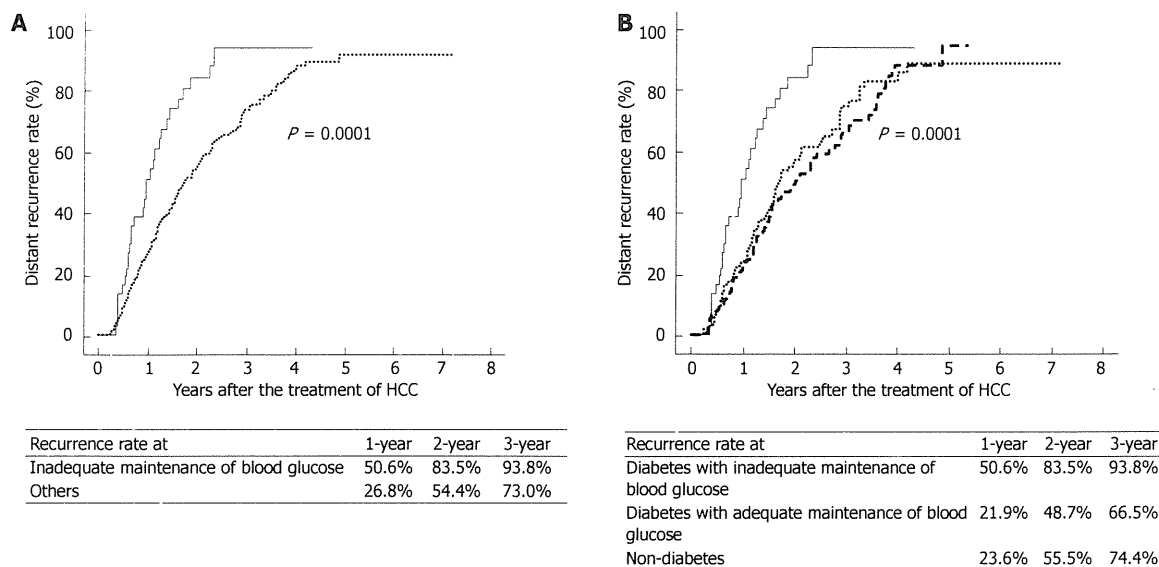 A
100
80
60
40
20
0
Distant recurrence rate (%)
P = 0.0001
0 1 2 3 4 5 6 7 8
Years after the treatment of HCC
Recurrence rate at 1-year 2-year 3-year
Inadequate maintenance of blood glucose 50.6% 83.5% 93.8%
Others 26.8% 54.4% 73.0%
B
100
80
60
40
20
0
Distant recurrence rate (%)
P = 0.0001
0 1 2 3 4 5 6 7 8
Years after the treatment of HCC
Recurrence rate at 1-year 2-year 3-year
Diabetes with inadequate maintenance of 50.6% 83.5% 93.8%
blood glucose
Diabetes with adequate maintenance of blood 21.9% 48.7% 66.5%
glucose
Non-diabetes 23.6% 55.5% 74.4%